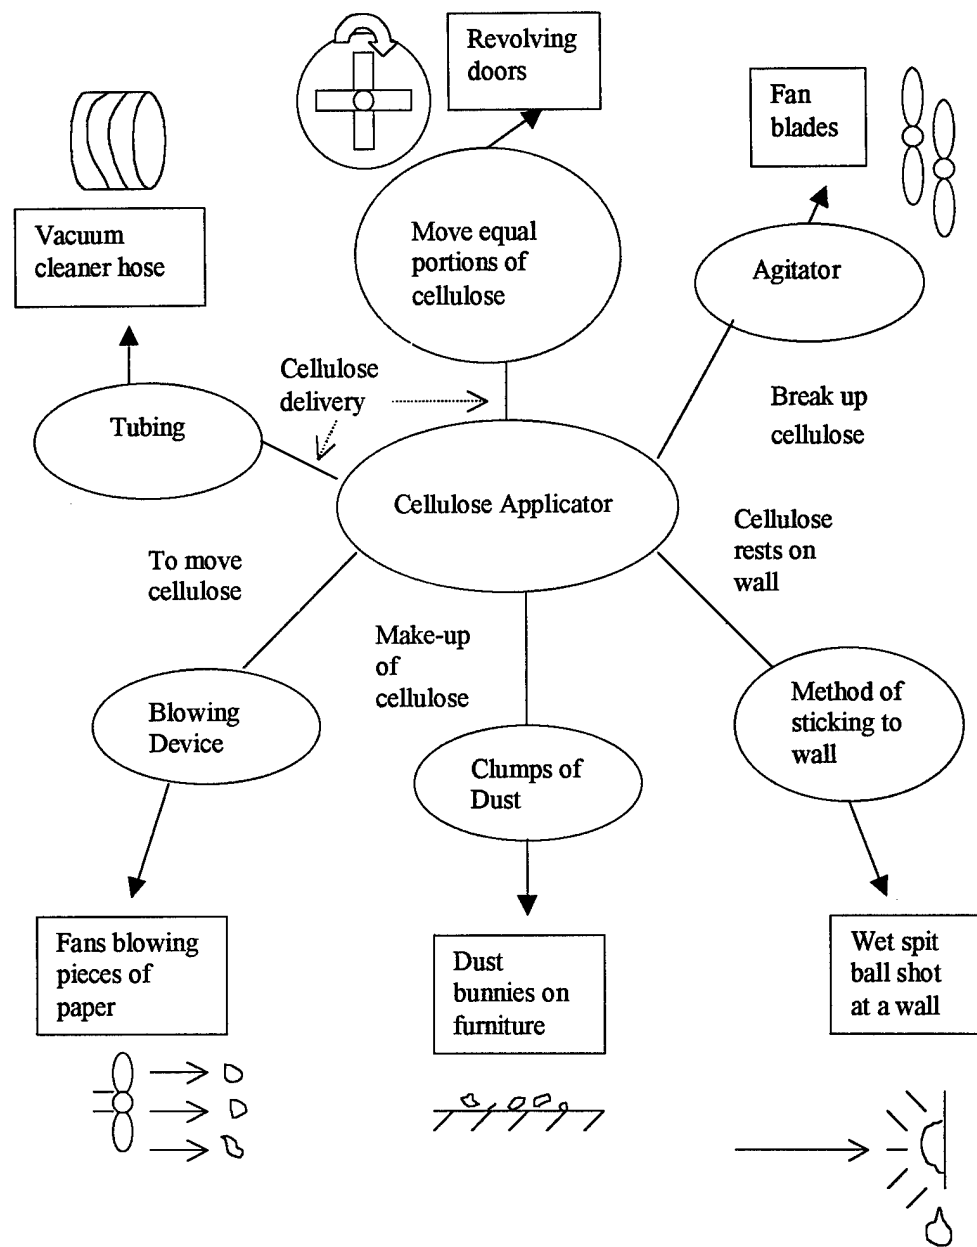 Revolving
doors
Fan
blades
Vacuum
cleaner hose
Move equal
portions of
cellulose
Agitator
Cellulose
delivery
Tubing
Break up
cellulose
Cellulose Applicator
Cellulose
rests on
wall
To move
cellulose
Make-up
of
cellulose
Blowing
Device
Clumps of
Dust
Method of
sticking to
wall
Fans blowing
pieces of
paper
Dust
bunnies on
furniture
Wet spit
ball shot
at a wall